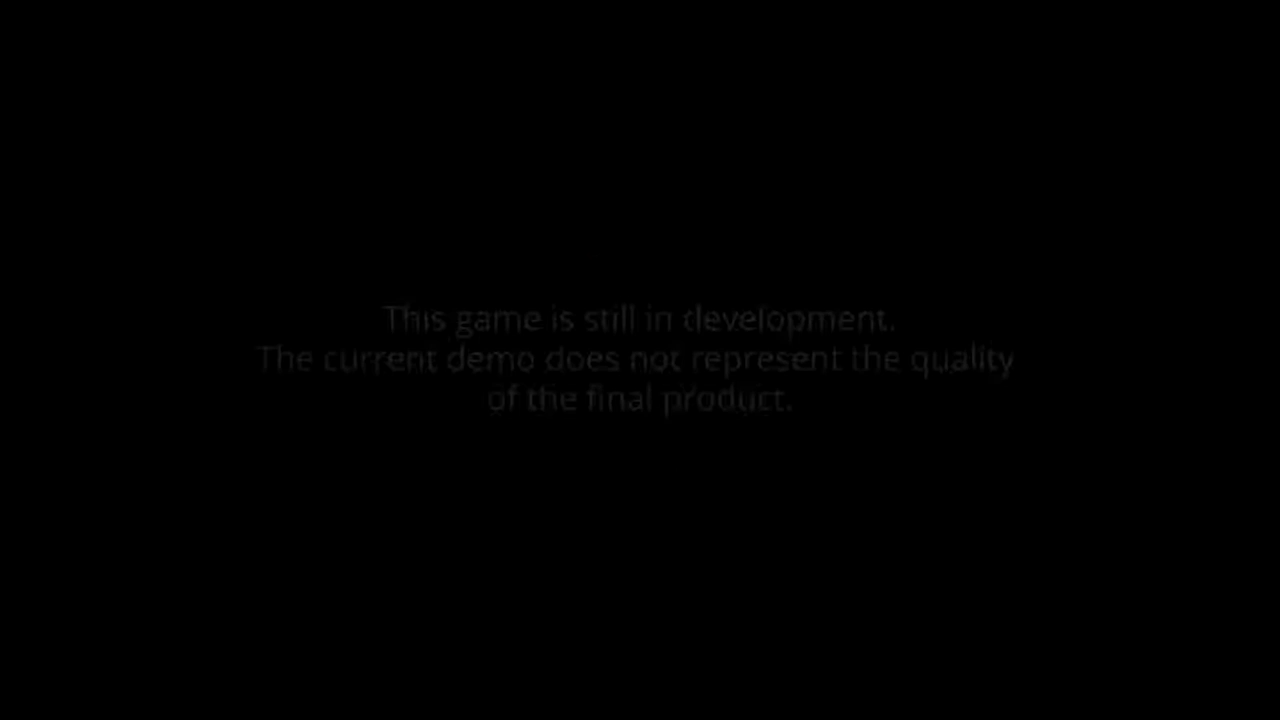 This game is still in development.
The current demo does not represent the quality
of the final product.